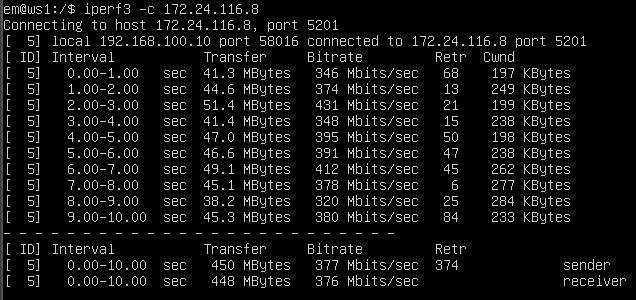 em@ws1:/$ iperf3 -c 172.24.116.8
Connecting to host 172.24.116.8, port 5201
[  5] local 192.168.100.10 port 58016 connected to 172.24.116.8 port 5201
[ ID] Interval           Transfer     Bitrate         Retr  Cwnd
[  5]   0.00-1.00   sec  41.3 MBytes   346 Mbits/sec   68    197 KBytes
[  5]   1.00-2.00   sec  44.6 MBytes   374 Mbits/sec   13    249 KBytes
[  5]   2.00-3.00   sec  51.4 MBytes   431 Mbits/sec   21    199 KBytes
[  5]   3.00-4.00   sec  41.4 MBytes   348 Mbits/sec   15    238 KBytes
[  5]   4.00-5.00   sec  47.0 MBytes   395 Mbits/sec   50    198 KBytes
[  5]   5.00-6.00   sec  46.6 MBytes   391 Mbits/sec   47    238 KBytes
[  5]   6.00-7.00   sec  49.1 MBytes   412 Mbits/sec   45    262 KBytes
[  5]   7.00-8.00   sec  45.1 MBytes   378 Mbits/sec    6    277 KBytes
[  5]   8.00-9.00   sec  38.2 MBytes   320 Mbits/sec   25    284 KBytes
[  5]   9.00-10.00  sec  45.3 MBytes   380 Mbits/sec   84    233 KBytes
- - - - - - - - - - - - - - - - - - - - - - - - -
[ ID] Interval           Transfer     Bitrate         Retr
[  5]   0.00-10.00  sec   450 MBytes   377 Mbits/sec  374             sender
[  5]   0.00-10.00  sec   448 MBytes   376 Mbits/sec                  receiver